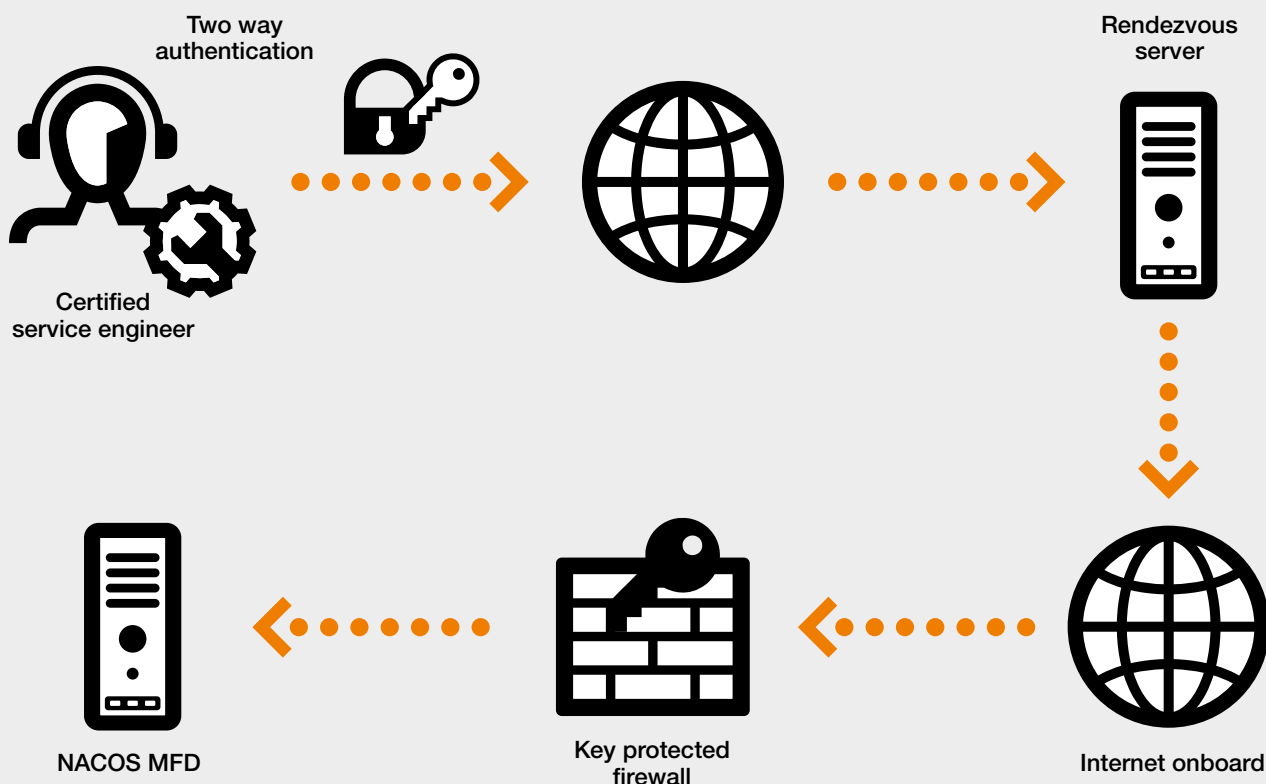 Two way
authentication
Rendezvous
server
Certified
service engineer
NACOS MFD
Key protected
firewall
Internet onboard